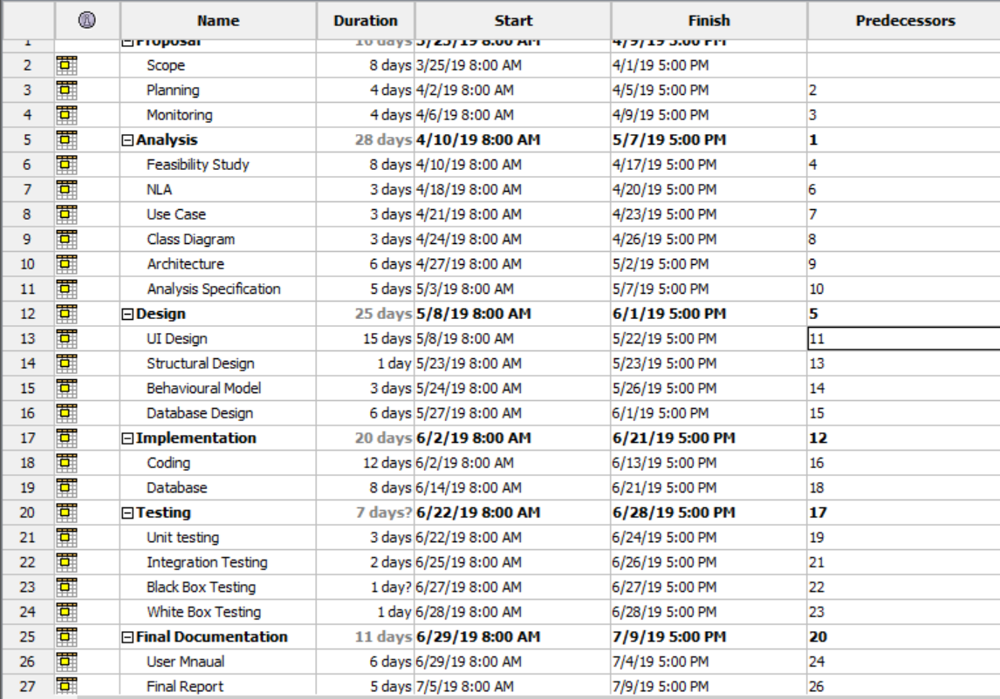 Name Duration Start Finish Predecessors
1 Proposal 16 days 3/25/19 8:00 AM 4/9/19 5:00 PM
2 Scope 8 days 3/25/19 8:00 AM 4/1/19 5:00 PM
3 Planning 4 days 4/2/19 8:00 AM 4/5/19 5:00 PM 2
4 Monitoring 4 days 4/6/19 8:00 AM 4/9/19 5:00 PM 3
5 Analysis 28 days 4/10/19 8:00 AM 5/7/19 5:00 PM 1
6 Feasibility Study 8 days 4/10/19 8:00 AM 4/17/19 5:00 PM 4
7 NLA 3 days 4/18/19 8:00 AM 4/20/19 5:00 PM 6
8 Use Case 3 days 4/21/19 8:00 AM 4/23/19 5:00 PM 7
9 Class Diagram 3 days 4/24/19 8:00 AM 4/26/19 5:00 PM 8
10 Architecture 6 days 4/27/19 8:00 AM 5/2/19 5:00 PM 9
11 Analysis Specification 5 days 5/3/19 8:00 AM 5/7/19 5:00 PM 10
12 Design 25 days 5/8/19 8:00 AM 6/1/19 5:00 PM 5
13 UI Design 15 days 5/8/19 8:00 AM 5/22/19 5:00 PM 11
14 Structural Design 1 day 5/23/19 8:00 AM 5/23/19 5:00 PM 13
15 Behavioural Model 3 days 5/24/19 8:00 AM 5/26/19 5:00 PM 14
16 Database Design 6 days 5/27/19 8:00 AM 6/1/19 5:00 PM 15
17 Implementation 20 days 6/2/19 8:00 AM 6/21/19 5:00 PM 12
18 Coding 12 days 6/2/19 8:00 AM 6/13/19 5:00 PM 16
19 Database 8 days 6/14/19 8:00 AM 6/21/19 5:00 PM 18
20 Testing 7 days? 6/22/19 8:00 AM 6/28/19 5:00 PM 17
21 Unit testing 3 days 6/22/19 8:00 AM 6/24/19 5:00 PM 19
22 Integration Testing 2 days 6/25/19 8:00 AM 6/26/19 5:00 PM 21
23 Black Box Testing 1 day? 6/27/19 8:00 AM 6/27/19 5:00 PM 22
24 White Box Testing 1 day 6/28/19 8:00 AM 6/28/19 5:00 PM 23
25 Final Documentation 11 days 6/29/19 8:00 AM 7/9/19 5:00 PM 20
26 User Mnaual 6 days 6/29/19 8:00 AM 7/4/19 5:00 PM 24
27 Final Report 5 days 7/5/19 8:00 AM 7/9/19 5:00 PM 26